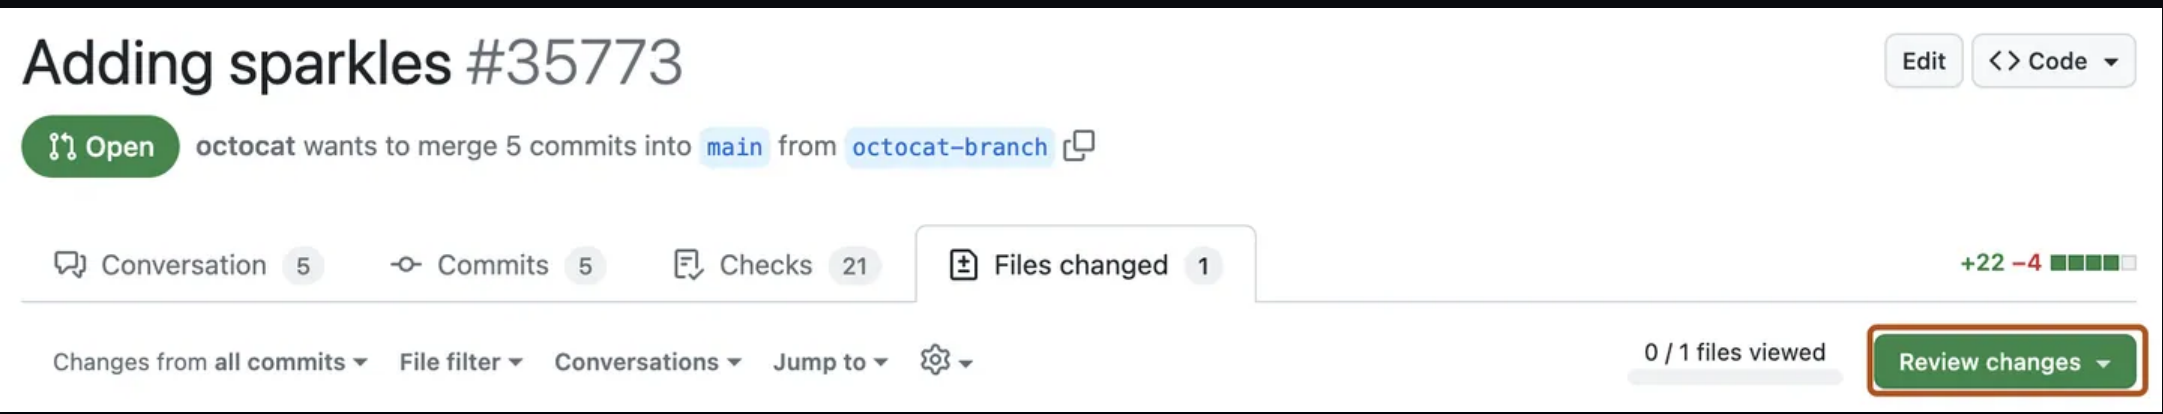 Adding sparkles #35773
Edit
Code
Open
octocat wants to merge 5 commits into main from octocat-branch
Conversation 5
Commits 5
Checks 21
Files changed 1
+22 −4
Changes from all commits
File filter
Conversations
Jump to
0 / 1 files viewed
Review changes